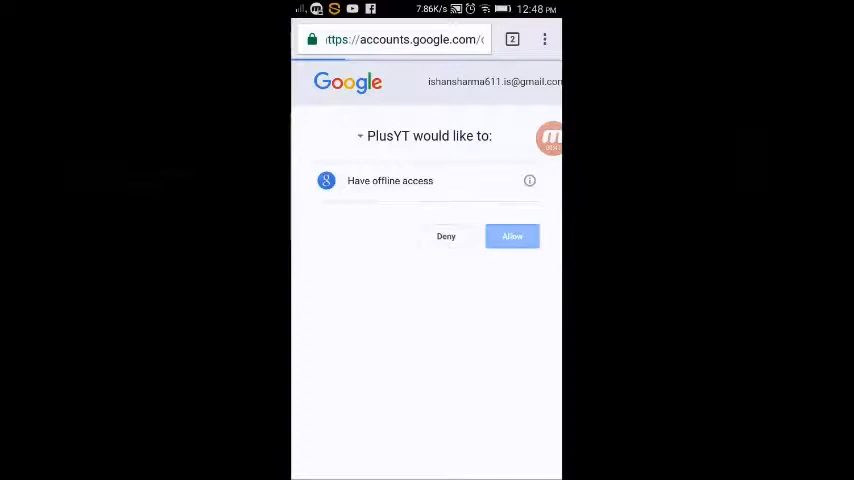 7.86K/s 12:48 PM
https://accounts.google.com/ 2
Google ishansharma611.is@gmail.com
PlusYT would like to:
Have offline access
Deny Allow